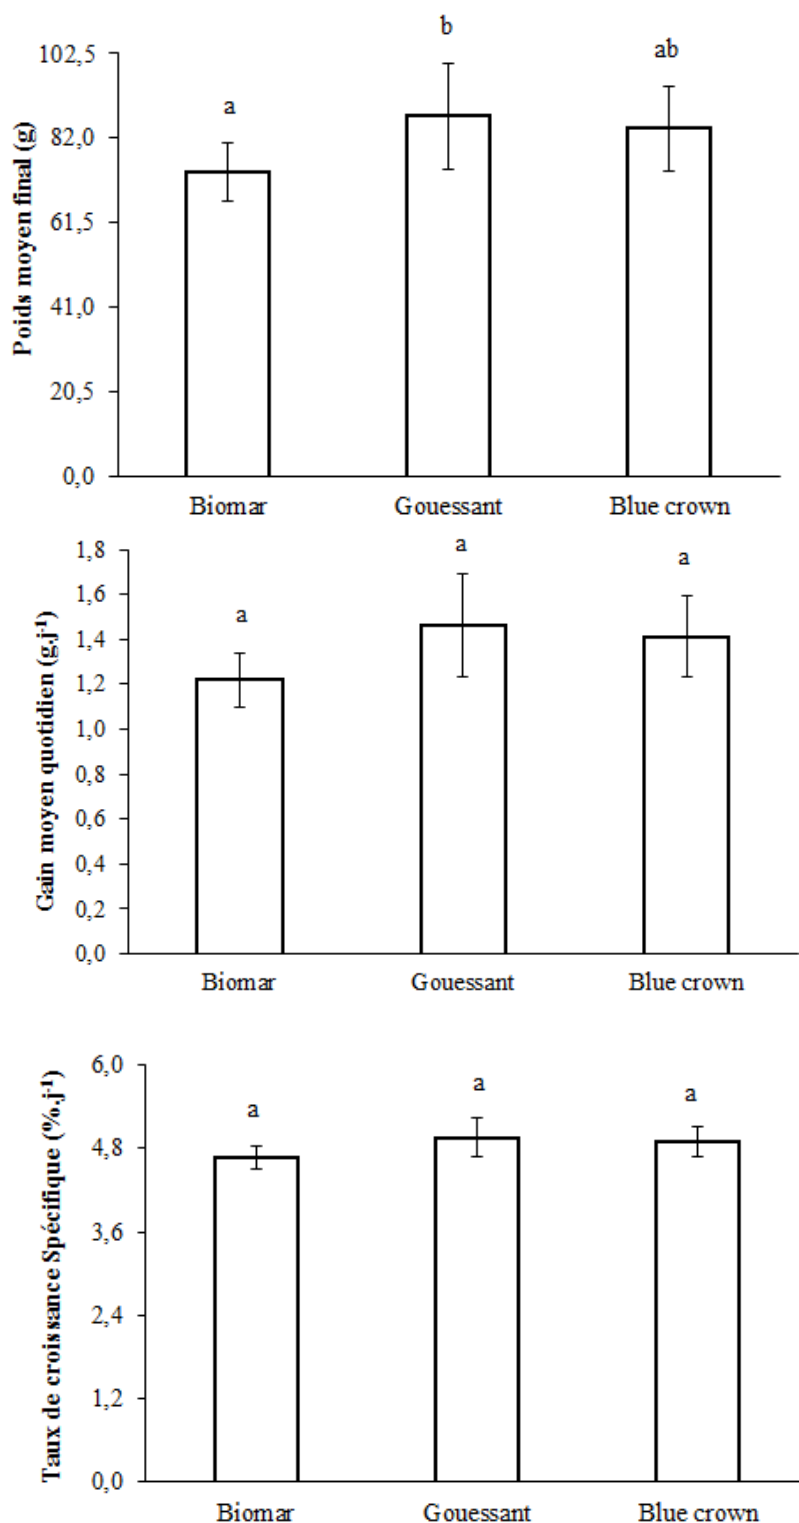 Poids moyen final (g)
102,5
82,0
61,5
41,0
20,5
0,0
a
b
ab
Biomar Gouessant Blue crown
Gain moyen quotidien (g.j-¹)
1,8
1,6
1,4
1,2
1,0
0,8
0,6
0,4
0,2
0,0
a
a
a
Biomar Gouessant Blue crown
Taux de croissance Spécifique (%.j-¹)
6,0
4,8
3,6
2,4
1,2
0,0
a
a
a
Biomar Gouessant Blue crown